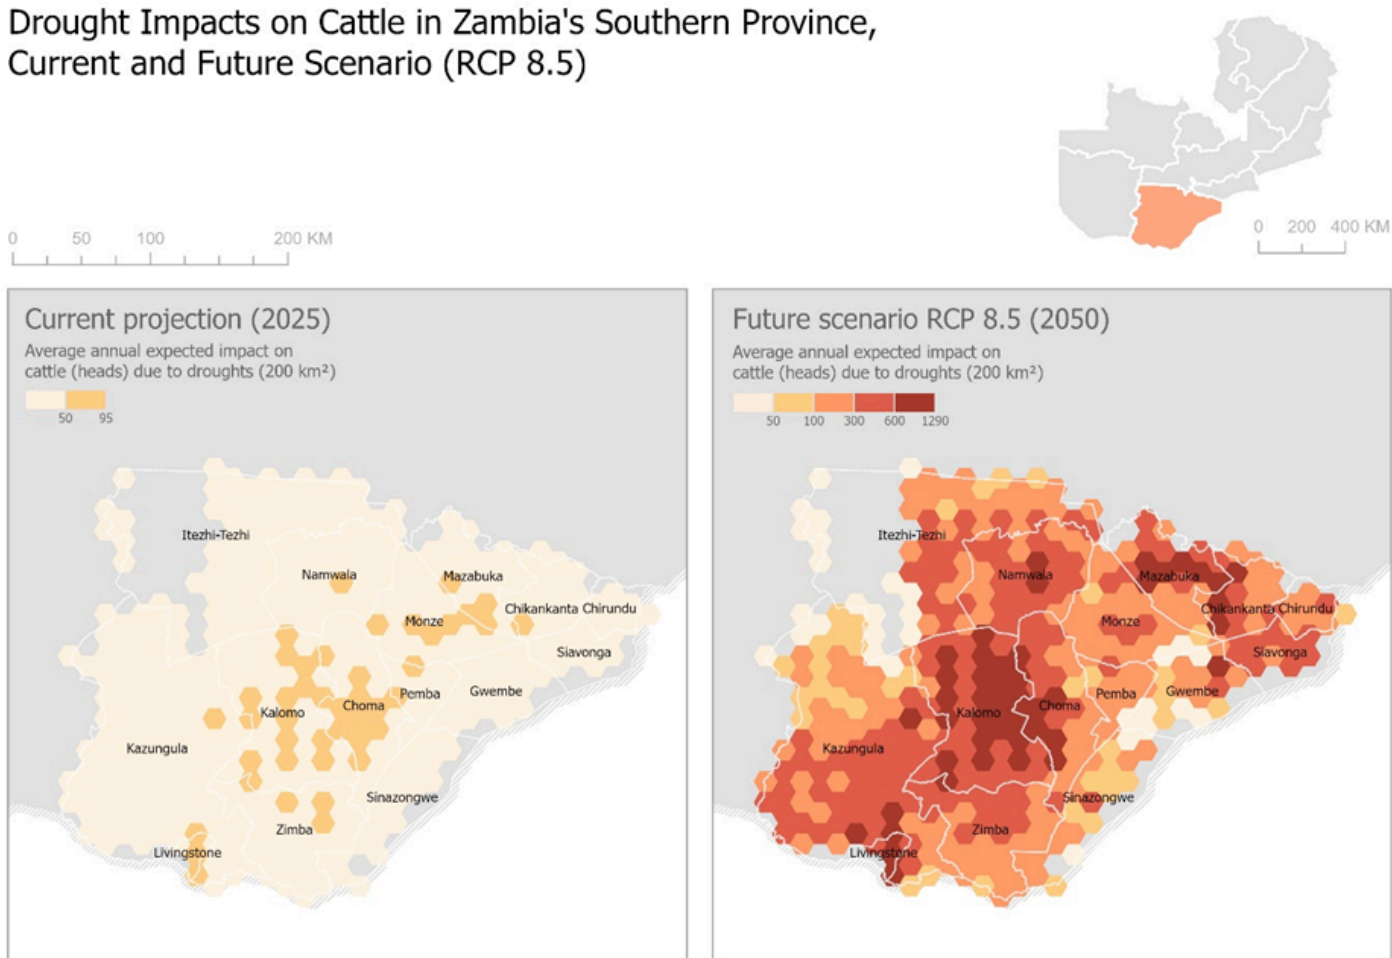 Drought Impacts on Cattle in Zambia's Southern Province,
Current and Future Scenario (RCP 8.5)
0 50 100 200 KM
0 200 400 KM
Current projection (2025)
Average annual expected impact on
cattle (heads) due to droughts (200 km²)
50 95
Itezhi-Tezhi
Namwala
Mazabuka
Chikankanta Chirundu
Monze
Siavonga
Pemba
Gwembe
Choma
Kalomo
Kazungula
Sinazongwe
Zimba
Livingstone
Future scenario RCP 8.5 (2050)
Average annual expected impact on
cattle (heads) due to droughts (200 km²)
50 100 300 600 1290
Itezhi-Tezhi
Namwala
Mazabuka
Chikankanta Chirundu
Monze
Siavonga
Pemba
Gwembe
Choma
Kalomo
Kazungula
Sinazongwe
Zimba
Livingstone